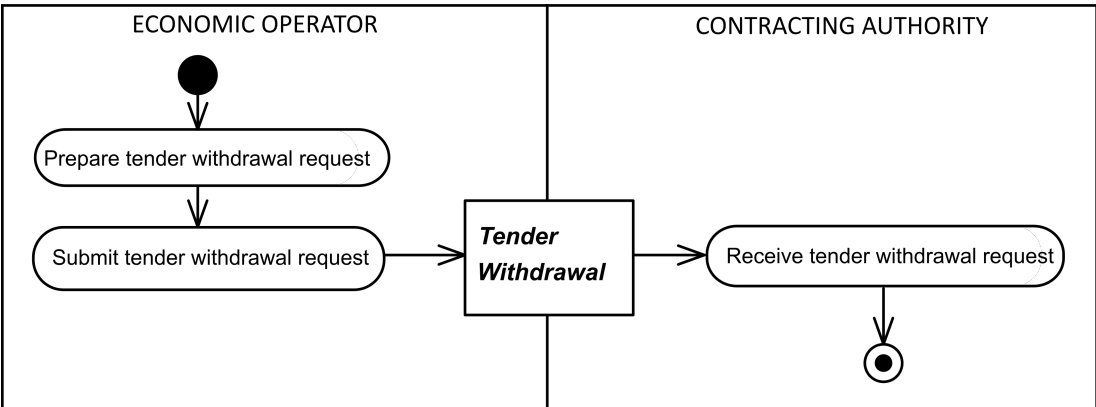 ECONOMIC OPERATOR
CONTRACTING AUTHORITY
Prepare tender withdrawal request
Submit tender withdrawal request
Tender
Withdrawal
Receive tender withdrawal request